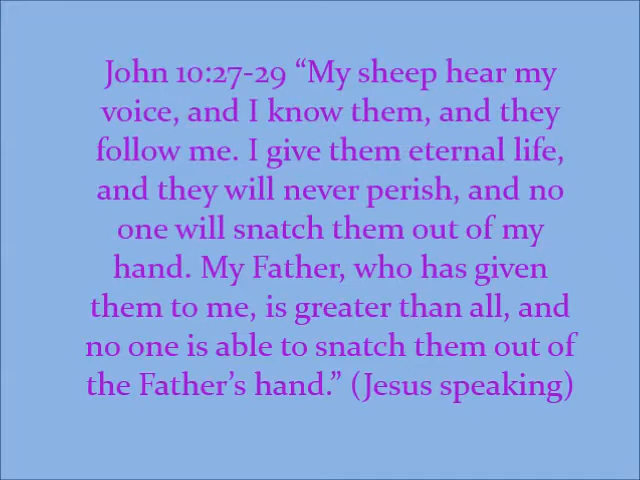 John 10:27-29 “My sheep hear my
voice, and I know them, and they
follow me. I give them eternal life,
and they will never perish, and no
one will snatch them out of my
hand. My Father, who has given
them to me, is greater than all, and
no one is able to snatch them out of
the Father’s hand.” (Jesus speaking)